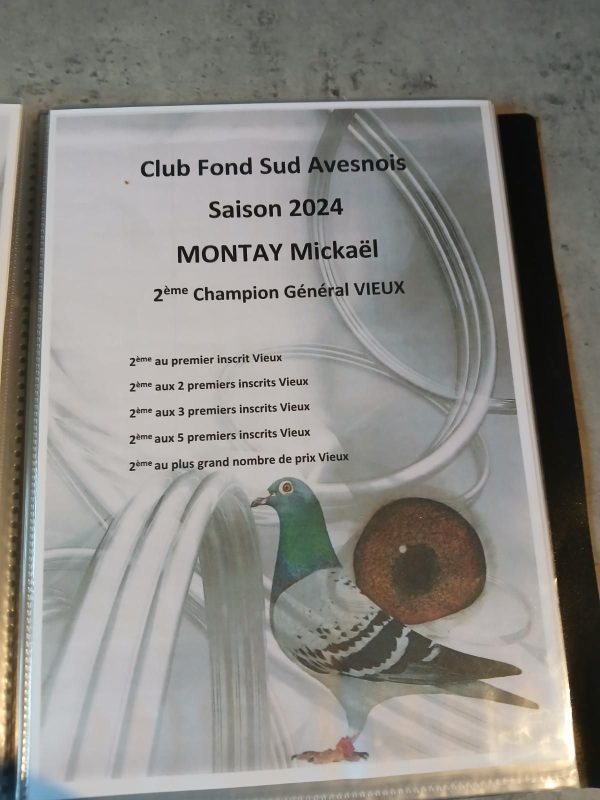 Club Fond Sud Avesnois
Saison 2024
MONTAY Mickaël
2ème Champion Général VIEUX
2ème au premier inscrit Vieux
2ème aux 2 premiers inscrits Vieux
2ème aux 3 premiers inscrits Vieux
2ème aux 5 premiers inscrits Vieux
2ème au plus grand nombre de prix Vieux